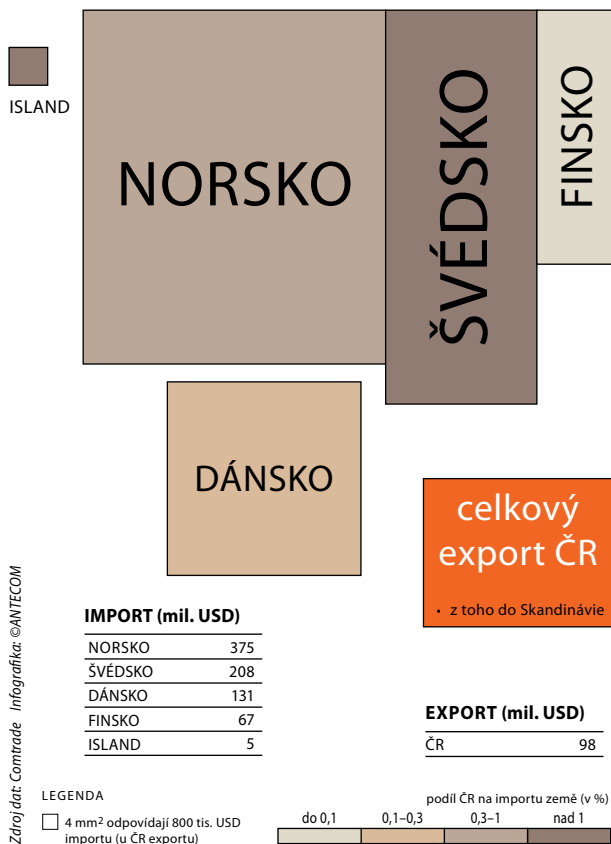 ISLAND
NORSKO
ŠVÉDSKO
FINSKO
DÁNSKO
celkový
export ČR
· z toho do Skandinávie
IMPORT (mil. USD)
NORSKO 375
ŠVÉDSKO 208
DÁNSKO 131
FINSKO 67
ISLAND 5
EXPORT (mil. USD)
ČR 98
Zdroj dat: Comtrade Infografika: ©ANTECOM
LEGENDA
4 mm² odpovídají 800 tis. USD
importu (u ČR exportu)
podíl ČR na importu země (v %)
do 0,1 0,1–0,3 0,3–1 nad 1